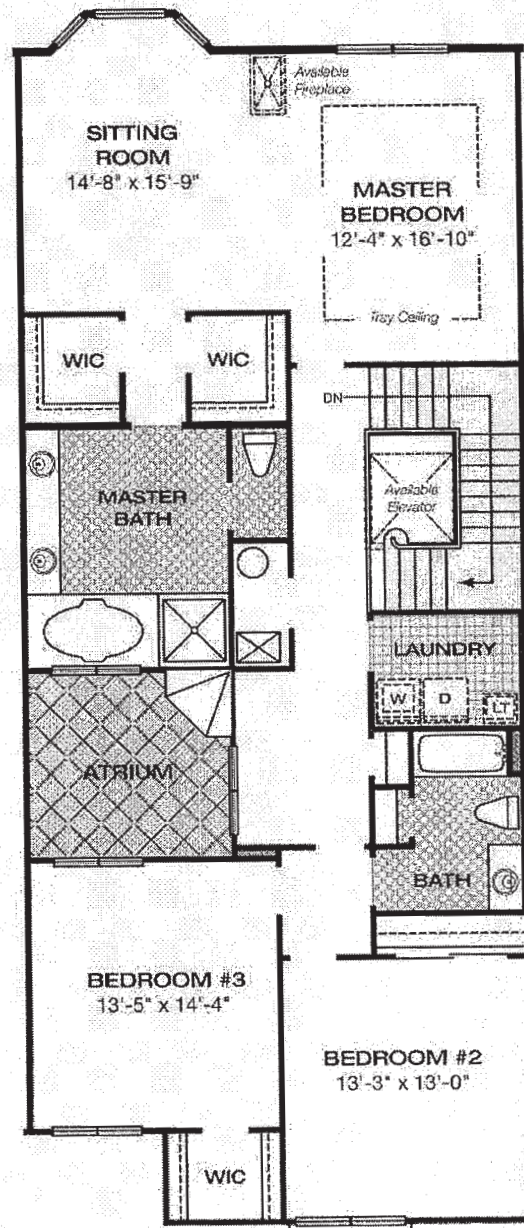 Available
Fireplace
SITTING
ROOM
14'-8" x 15'-9"
MASTER
BEDROOM
12'-4" x 16'-10"
Tray Ceiling
WIC
WIC
DN
MASTER
BATH
Available
Elevator
LAUNDRY
W
D
LT
ATRIUM
BATH
BEDROOM #3
13'-5" x 14'-4"
BEDROOM #2
13'-3" x 13'-0"
WIC